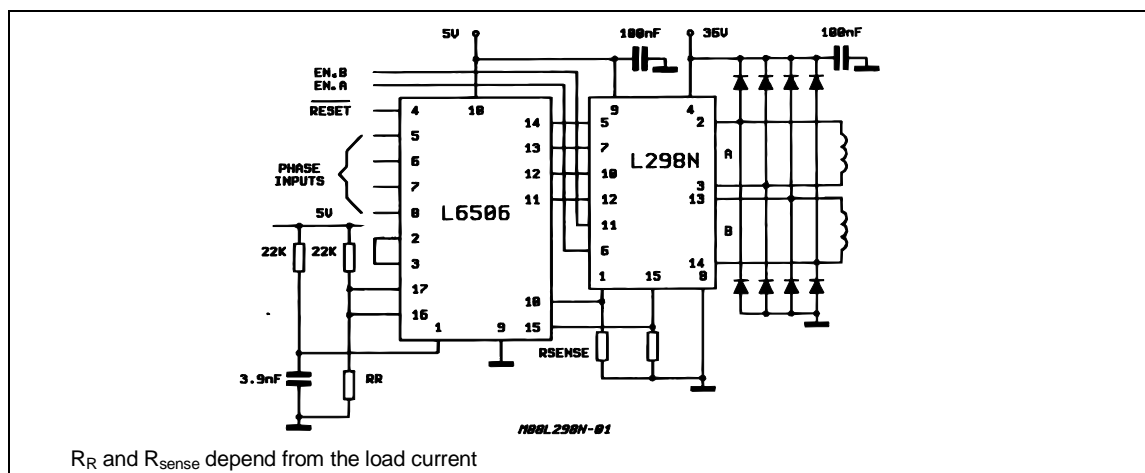 5V
100nF
36V
100nF
EN.B
EN.A
RESET
4
10
9
4
5
14
5
2
6
13
7
L298N
A
PHASE INPUTS
7
12
10
3
8
L6506
11
12
13
5V
2
11
B
22K
22K
3
6
14
17
1
15
8
16
18
1
9
15
RSENSE
3.9nF
RR
M88L298N-01
RR and Rsense depend from the load current